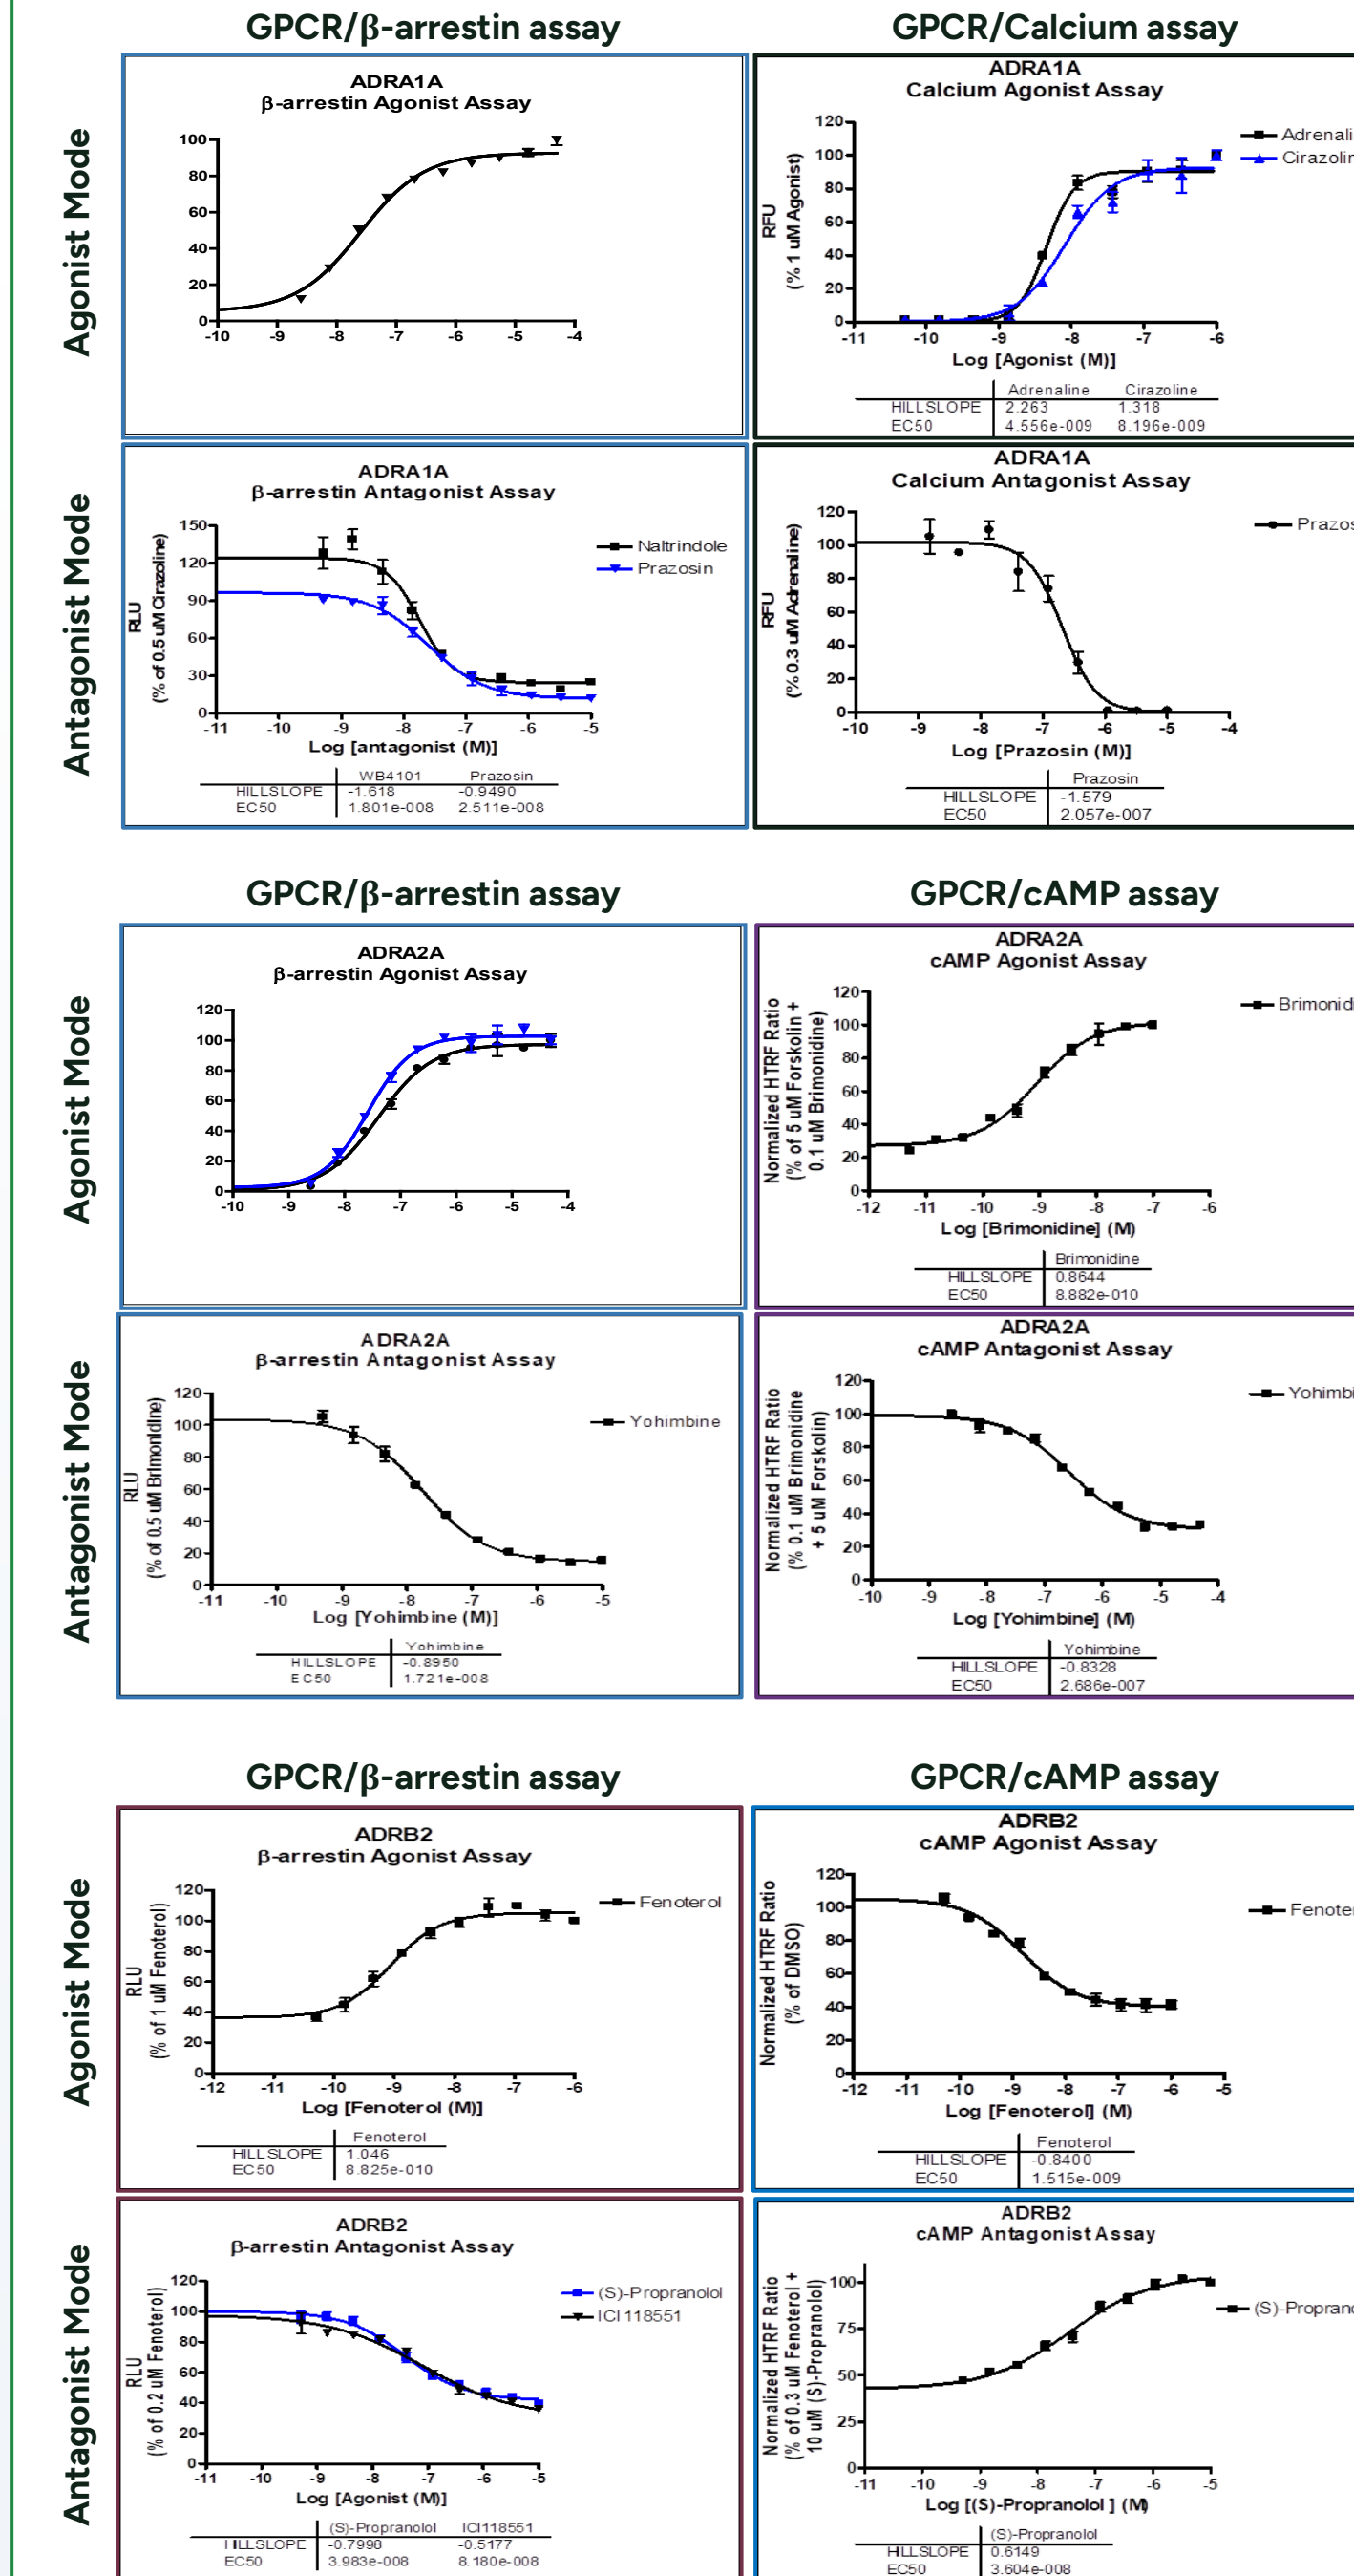 GPCR/β-arrestin assay
GPCR/Calcium assay
Agonist Mode
ADRA1A
β-arrestin Agonist Assay
100
80
60
40
20
0
-10 -9 -8 -7 -6 -5 -4
ADRA1A
Calcium Agonist Assay
RFU
(% 1 uM Agonist)
120
100
80
60
40
20
0
-11 -10 -9 -8 -7 -6
Log [Agonist (M)]
Adrenali
Cirazolin
Adrenaline Cirazoline
HILLSLOPE 2.263 1.318
EC50 4.556e-009 8.196e-009
Antagonist Mode
ADRA1A
β-arrestin Antagonist Assay
RLU
(% of 0.5 uM Cirazoline)
150
120
90
60
30
0
-11 -10 -9 -8 -7 -6 -5
Log [antagonist (M)]
Naltrindole
Prazosin
WB4101 Prazosin
HILLSLOPE -1.618 -0.9490
EC50 1.801e-008 2.511e-008
ADRA1A
Calcium Antagonist Assay
RFU
(% 0.3 uM Adrenaline)
120
100
80
60
40
20
0
-10 -9 -8 -7 -6 -5 -4
Log [Prazosin (M)]
Prazos
Prazosin
HILLSLOPE -1.579
EC50 2.057e-007
GPCR/β-arrestin assay
GPCR/cAMP assay
Agonist Mode
ADRA2A
β-arrestin Agonist Assay
120
100
80
60
40
20
0
-10 -9 -8 -7 -6 -5 -4
ADRA2A
cAMP Agonist Assay
Normalized HTRF Ratio
(% of 5 uM Forskolin +
0.1 uM Brimonidine)
120
100
80
60
40
20
0
-12 -11 -10 -9 -8 -7 -6
Log [Brimonidine] (M)
Brimonid
Brimonidine
HILLSLOPE 0.8644
EC50 8.882e-010
Antagonist Mode
ADRA2A
β-arrestin Antagonist Assay
RLU
(% of 0.5 uM Brimonidine)
120
100
80
60
40
20
0
-11 -10 -9 -8 -7 -6 -5
Log [Yohimbine (M)]
Yohimbine
Yohimbine
HILLSLOPE -0.8950
EC50 1.721e-008
ADRA2A
cAMP Antagonist Assay
Normalized HTRF Ratio
(% 0.1 uM Brimonidine
+ 5 uM Forskolin)
120
100
80
60
40
20
0
-10 -9 -8 -7 -6 -5 -4
Log [Yohimbine] (M)
Yohimbi
Yohimbine
HILLSLOPE -0.8328
EC50 2.686e-007
GPCR/β-arrestin assay
GPCR/cAMP assay
Agonist Mode
ADRB2
β-arrestin Agonist Assay
RLU
(% of 1 uM Fenoterol)
120
100
80
60
40
20
0
-12 -11 -10 -9 -8 -7 -6
Log [Fenoterol (M)]
Fenoterol
Fenoterol
HILLSLOPE 1.046
EC50 8.825e-010
ADRB2
cAMP Agonist Assay
Normalized HTRF Ratio
(% of DMSO)
120
100
80
60
40
20
0
-12 -11 -10 -9 -8 -7 -6 -5
Log [Fenoterol] (M)
Fenoter
Fenoterol
HILLSLOPE -0.8400
EC50 1.515e-009
Antagonist Mode
ADRB2
β-arrestin Antagonist Assay
RLU
(% of 0.2 uM Fenoterol)
120
100
80
60
40
20
0
-11 -10 -9 -8 -7 -6 -5
Log [Agonist (M)]
(S)-Propranolol
ICI 118551
(S)-Propranolol ICI118551
HILLSLOPE -0.7998 -0.5177
EC50 3.983e-008 8.180e-008
ADRB2
cAMP Antagonist Assay
Normalized HTRF Ratio
(% of 0.3 uM Fenoterol +
10 uM (S)-Propranolol)
100
75
50
25
0
-11 -10 -9 -8 -7 -6 -5
Log [(S)-Propranolol ] (M)
(S)-Proprano
(S)-Propranolol
HILLSLOPE 0.6149
EC50 3.604e-008